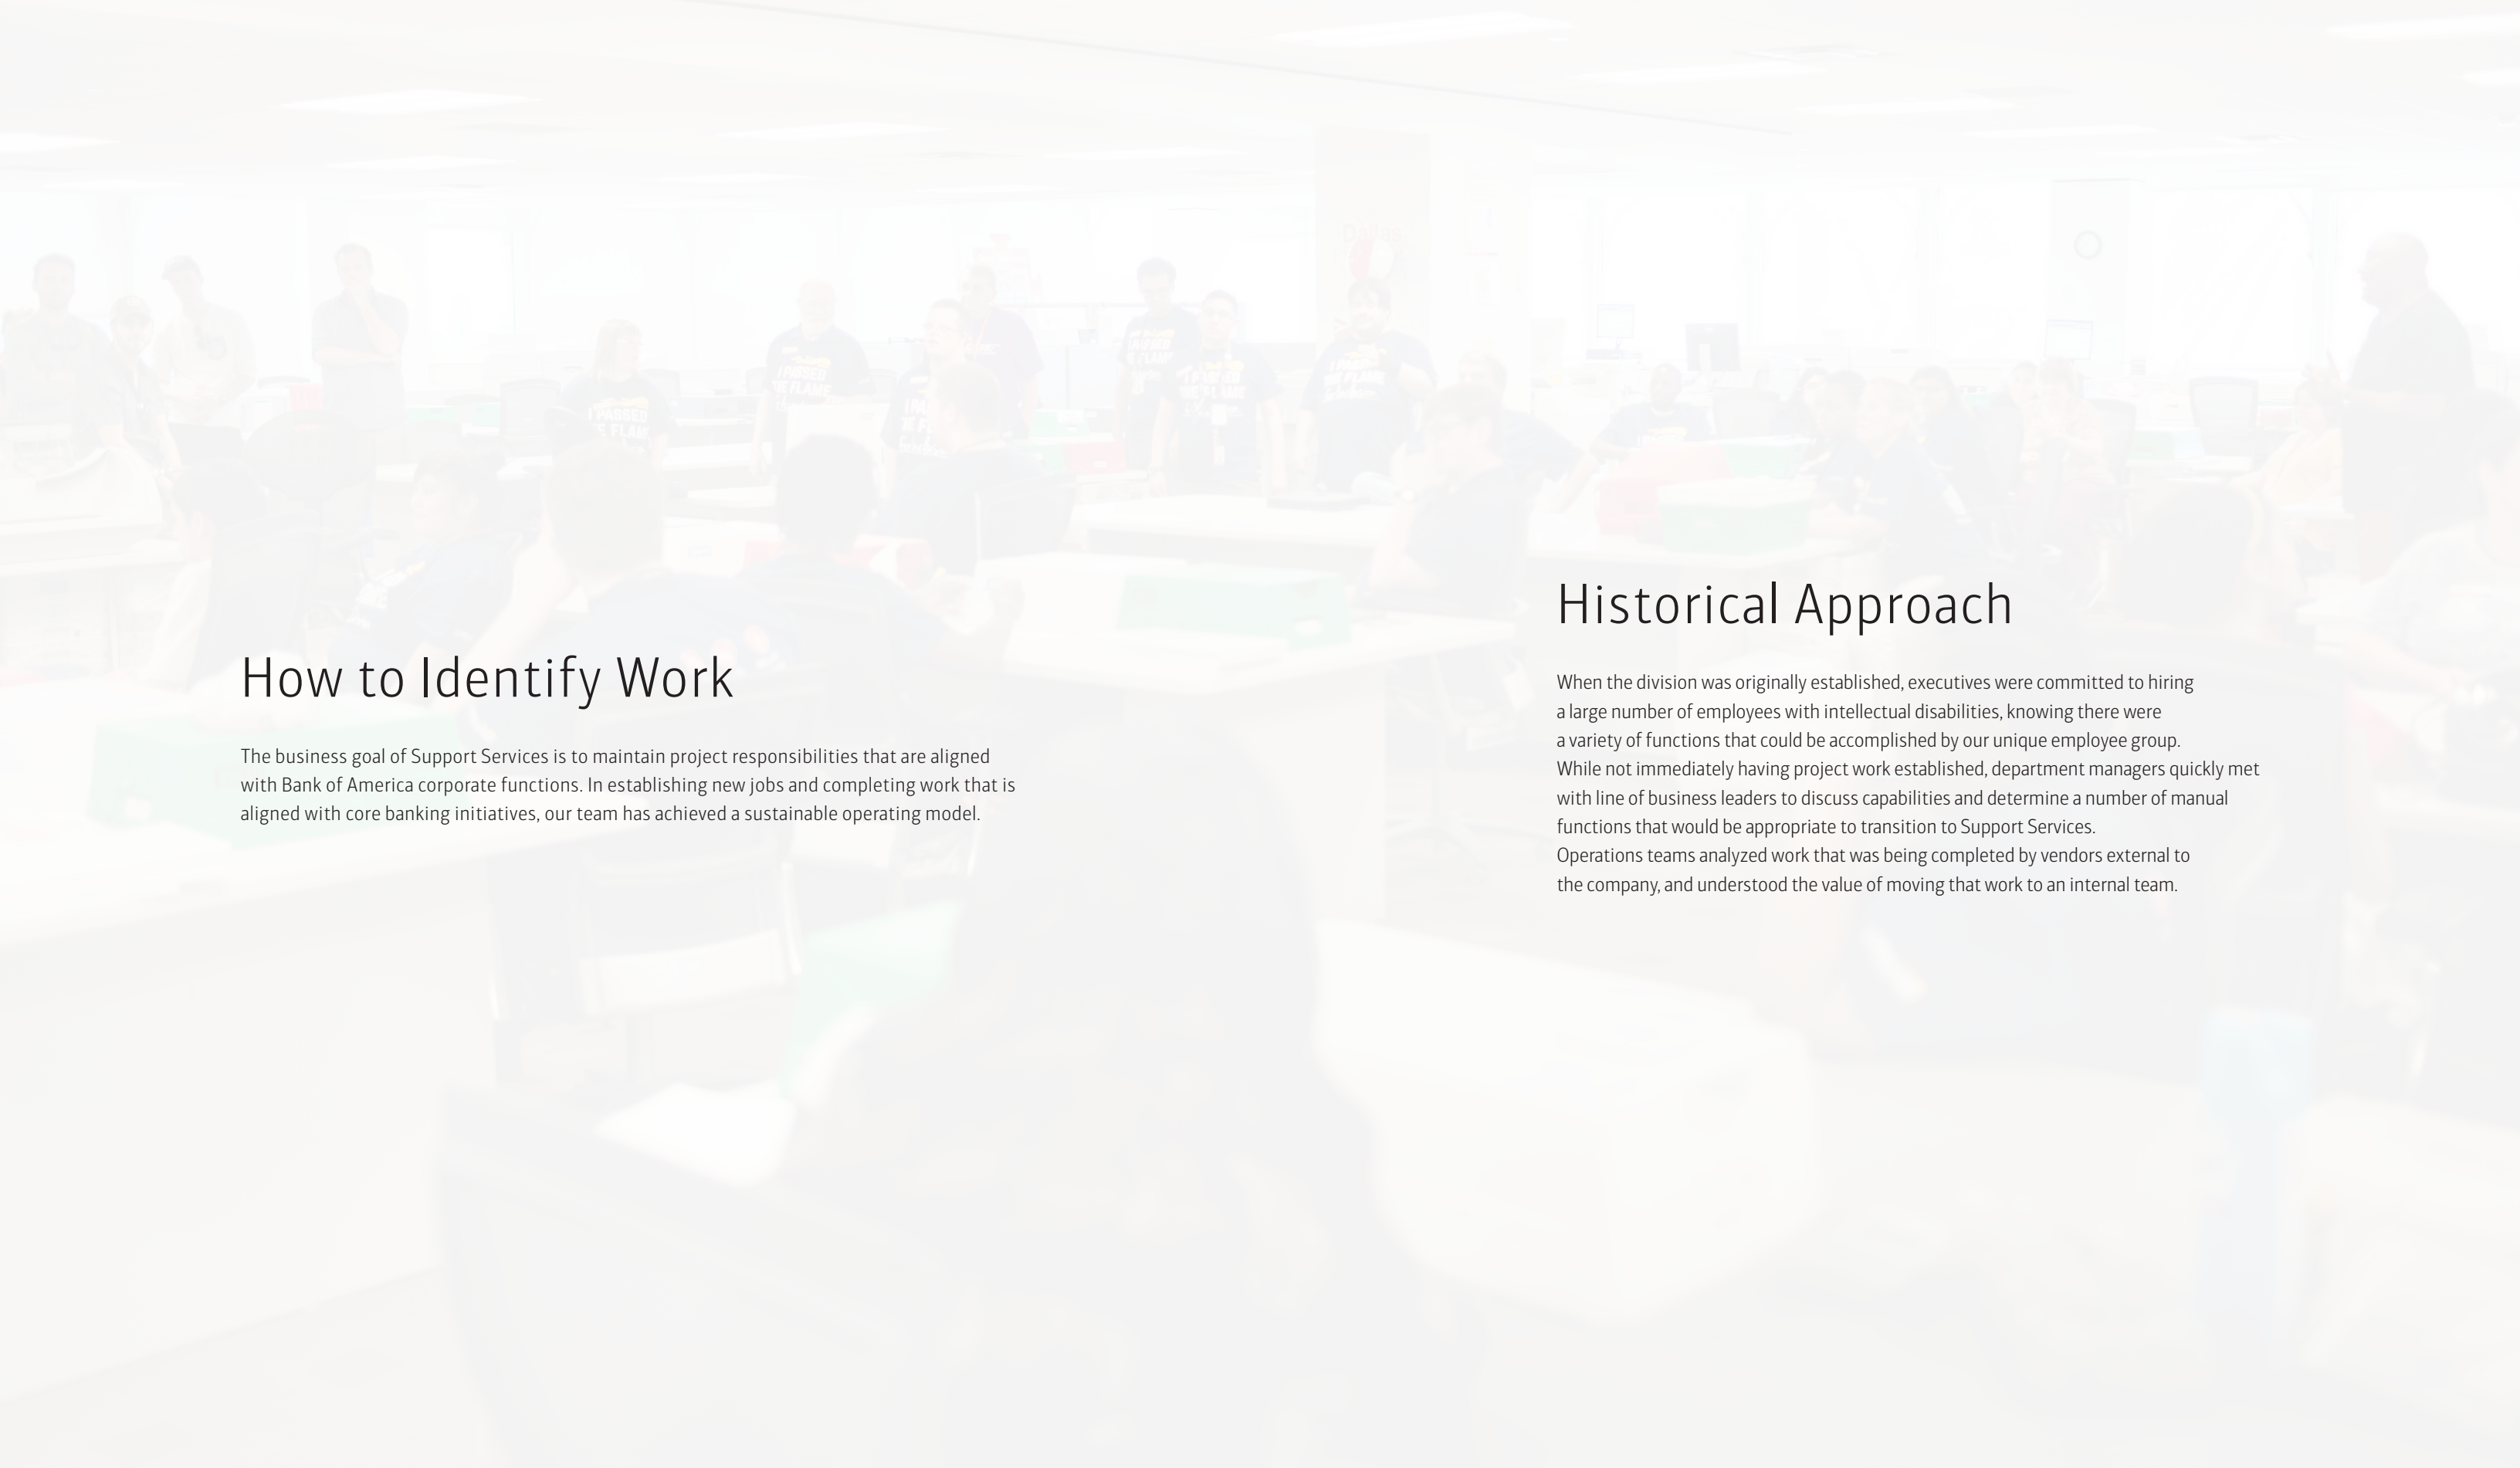 How to Identify Work
The business goal of Support Services is to maintain project responsibilities that are aligned
with Bank of America corporate functions. In establishing new jobs and completing work that is
aligned with core banking initiatives, our team has achieved a sustainable operating model.
Historical Approach
When the division was originally established, executives were committed to hiring
a large number of employees with intellectual disabilities, knowing there were
a variety of functions that could be accomplished by our unique employee group.
While not immediately having project work established, department managers quickly met
with line of business leaders to discuss capabilities and determine a number of manual
functions that would be appropriate to transition to Support Services.
Operations teams analyzed work that was being completed by vendors external to
the company, and understood the value of moving that work to an internal team.
Dallas
I PASSED
THE FLAME